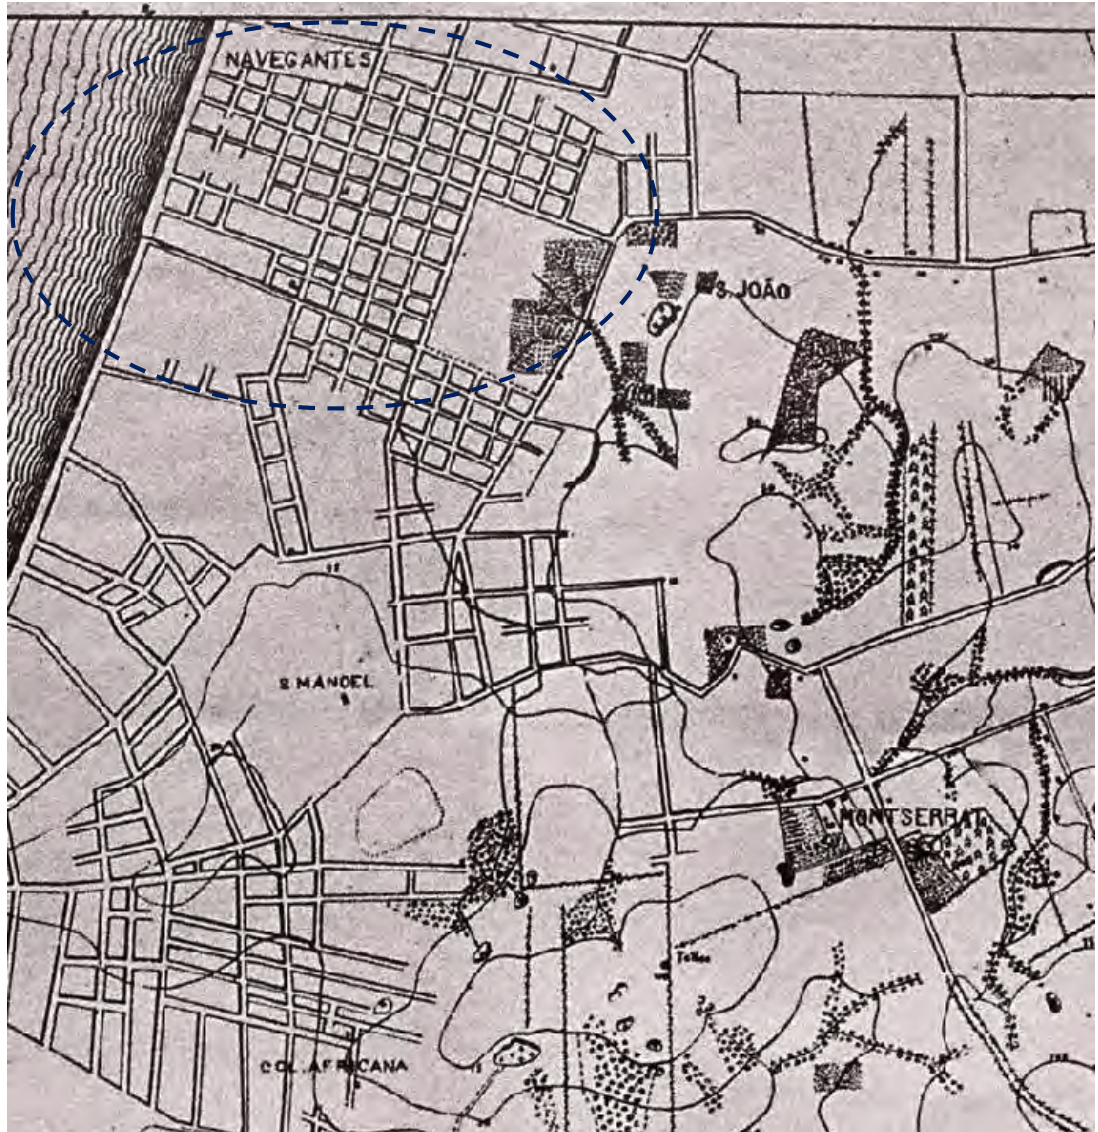 NAVEGANTES
S. JOÃO
S MANOEL
MONTSERRAT
COL. AFRICANA